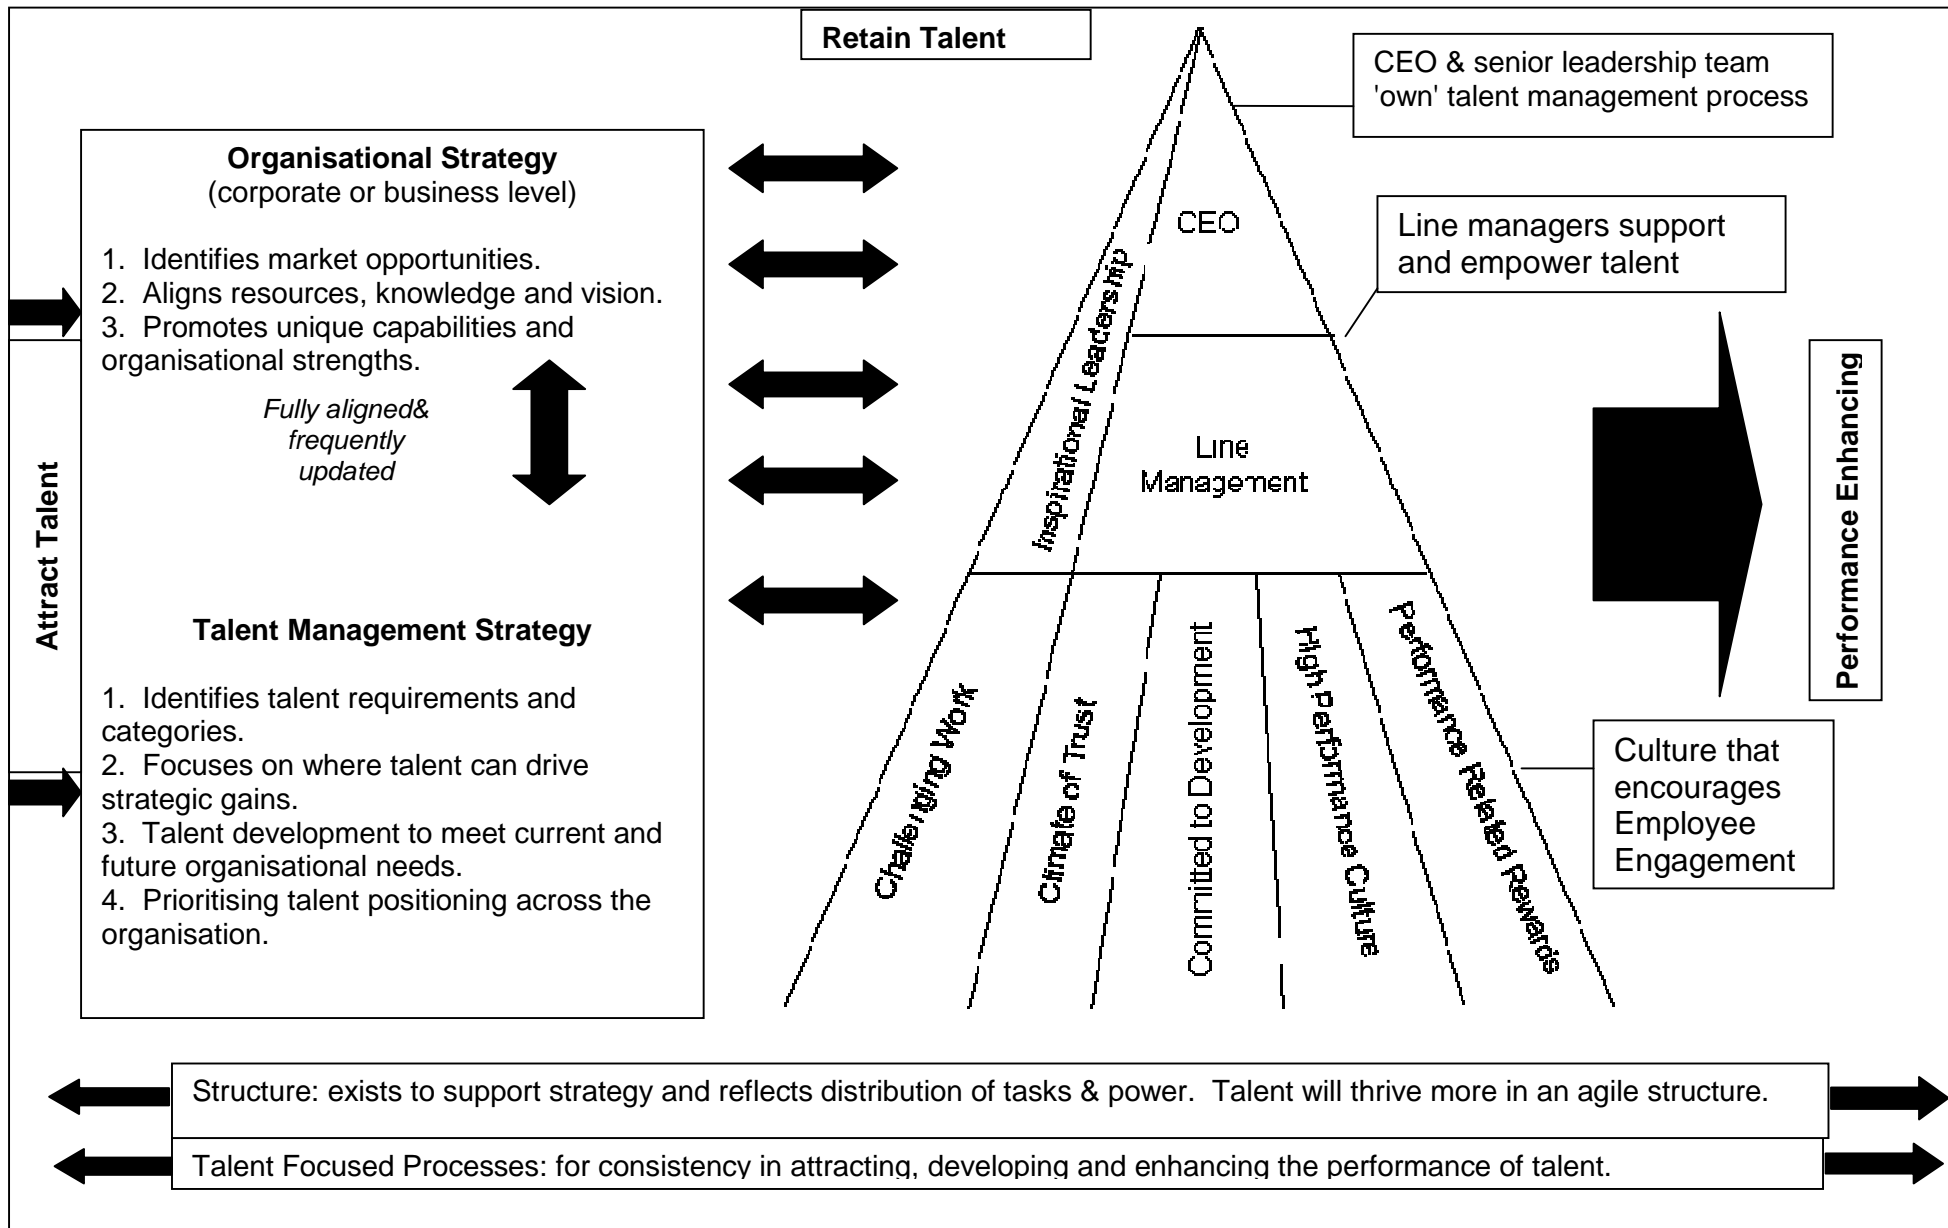 Retain Talent
CEO & senior leadership team
'own' talent management process
Organisational Strategy
(corporate or business level)
1. Identifies market opportunities.
2. Aligns resources, knowledge and vision.
3. Promotes unique capabilities and
organisational strengths.
Fully aligned&
frequently
updated
Talent Management Strategy
1. Identifies talent requirements and
categories.
2. Focuses on where talent can drive
strategic gains.
3. Talent development to meet current and
future organisational needs.
4. Prioritising talent positioning across the
organisation.
Attract Talent
CEO
Line managers support
and empower talent
Inspirational Leadership
Line
Management
Challenging Work
Climate of Trust
Committed to Development
High Performance Culture
Performance Related Rewards
Performance Enhancing
Culture that
encourages
Employee
Engagement
Structure: exists to support strategy and reflects distribution of tasks & power. Talent will thrive more in an agile structure.
Talent Focused Processes: for consistency in attracting, developing and enhancing the performance of talent.